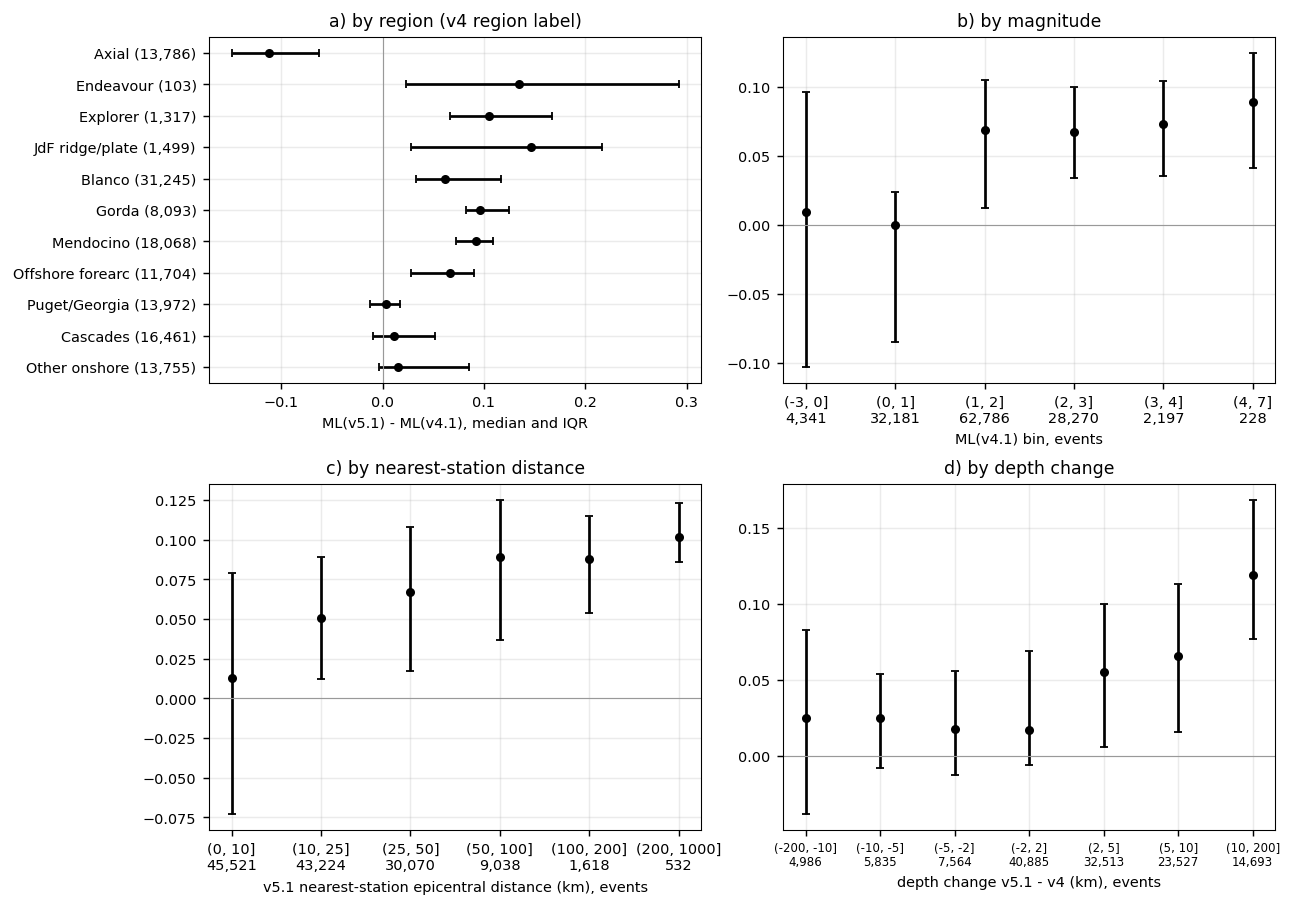 a) by region (v4 region label)
Axial (13,786)
Endeavour (103)
Explorer (1,317)
JdF ridge/plate (1,499)
Blanco (31,245)
Gorda (8,093)
Mendocino (18,068)
Offshore forearc (11,704)
Puget/Georgia (13,972)
Cascades (16,461)
Other onshore (13,755)
−0.1 0.0 0.1 0.2 0.3
ML(v5.1) - ML(v4.1), median and IQR
b) by magnitude
0.10
0.05
0.00
−0.05
−0.10
(-3, 0] (0, 1] (1, 2] (2, 3] (3, 4] (4, 7]
4,341 32,181 62,786 28,270 2,197 228
ML(v4.1) bin, events
c) by nearest-station distance
0.125
0.100
0.075
0.050
0.025
0.000
−0.025
−0.050
−0.075
(0, 10] (10, 25] (25, 50] (50, 100] (100, 200] (200, 1000]
45,521 43,224 30,070 9,038 1,618 532
v5.1 nearest-station epicentral distance (km), events
d) by depth change
0.15
0.10
0.05
0.00
(-200, -10] (-10, -5] (-5, -2] (-2, 2] (2, 5] (5, 10] (10, 200]
4,986 5,835 7,564 40,885 32,513 23,527 14,693
depth change v5.1 - v4 (km), events